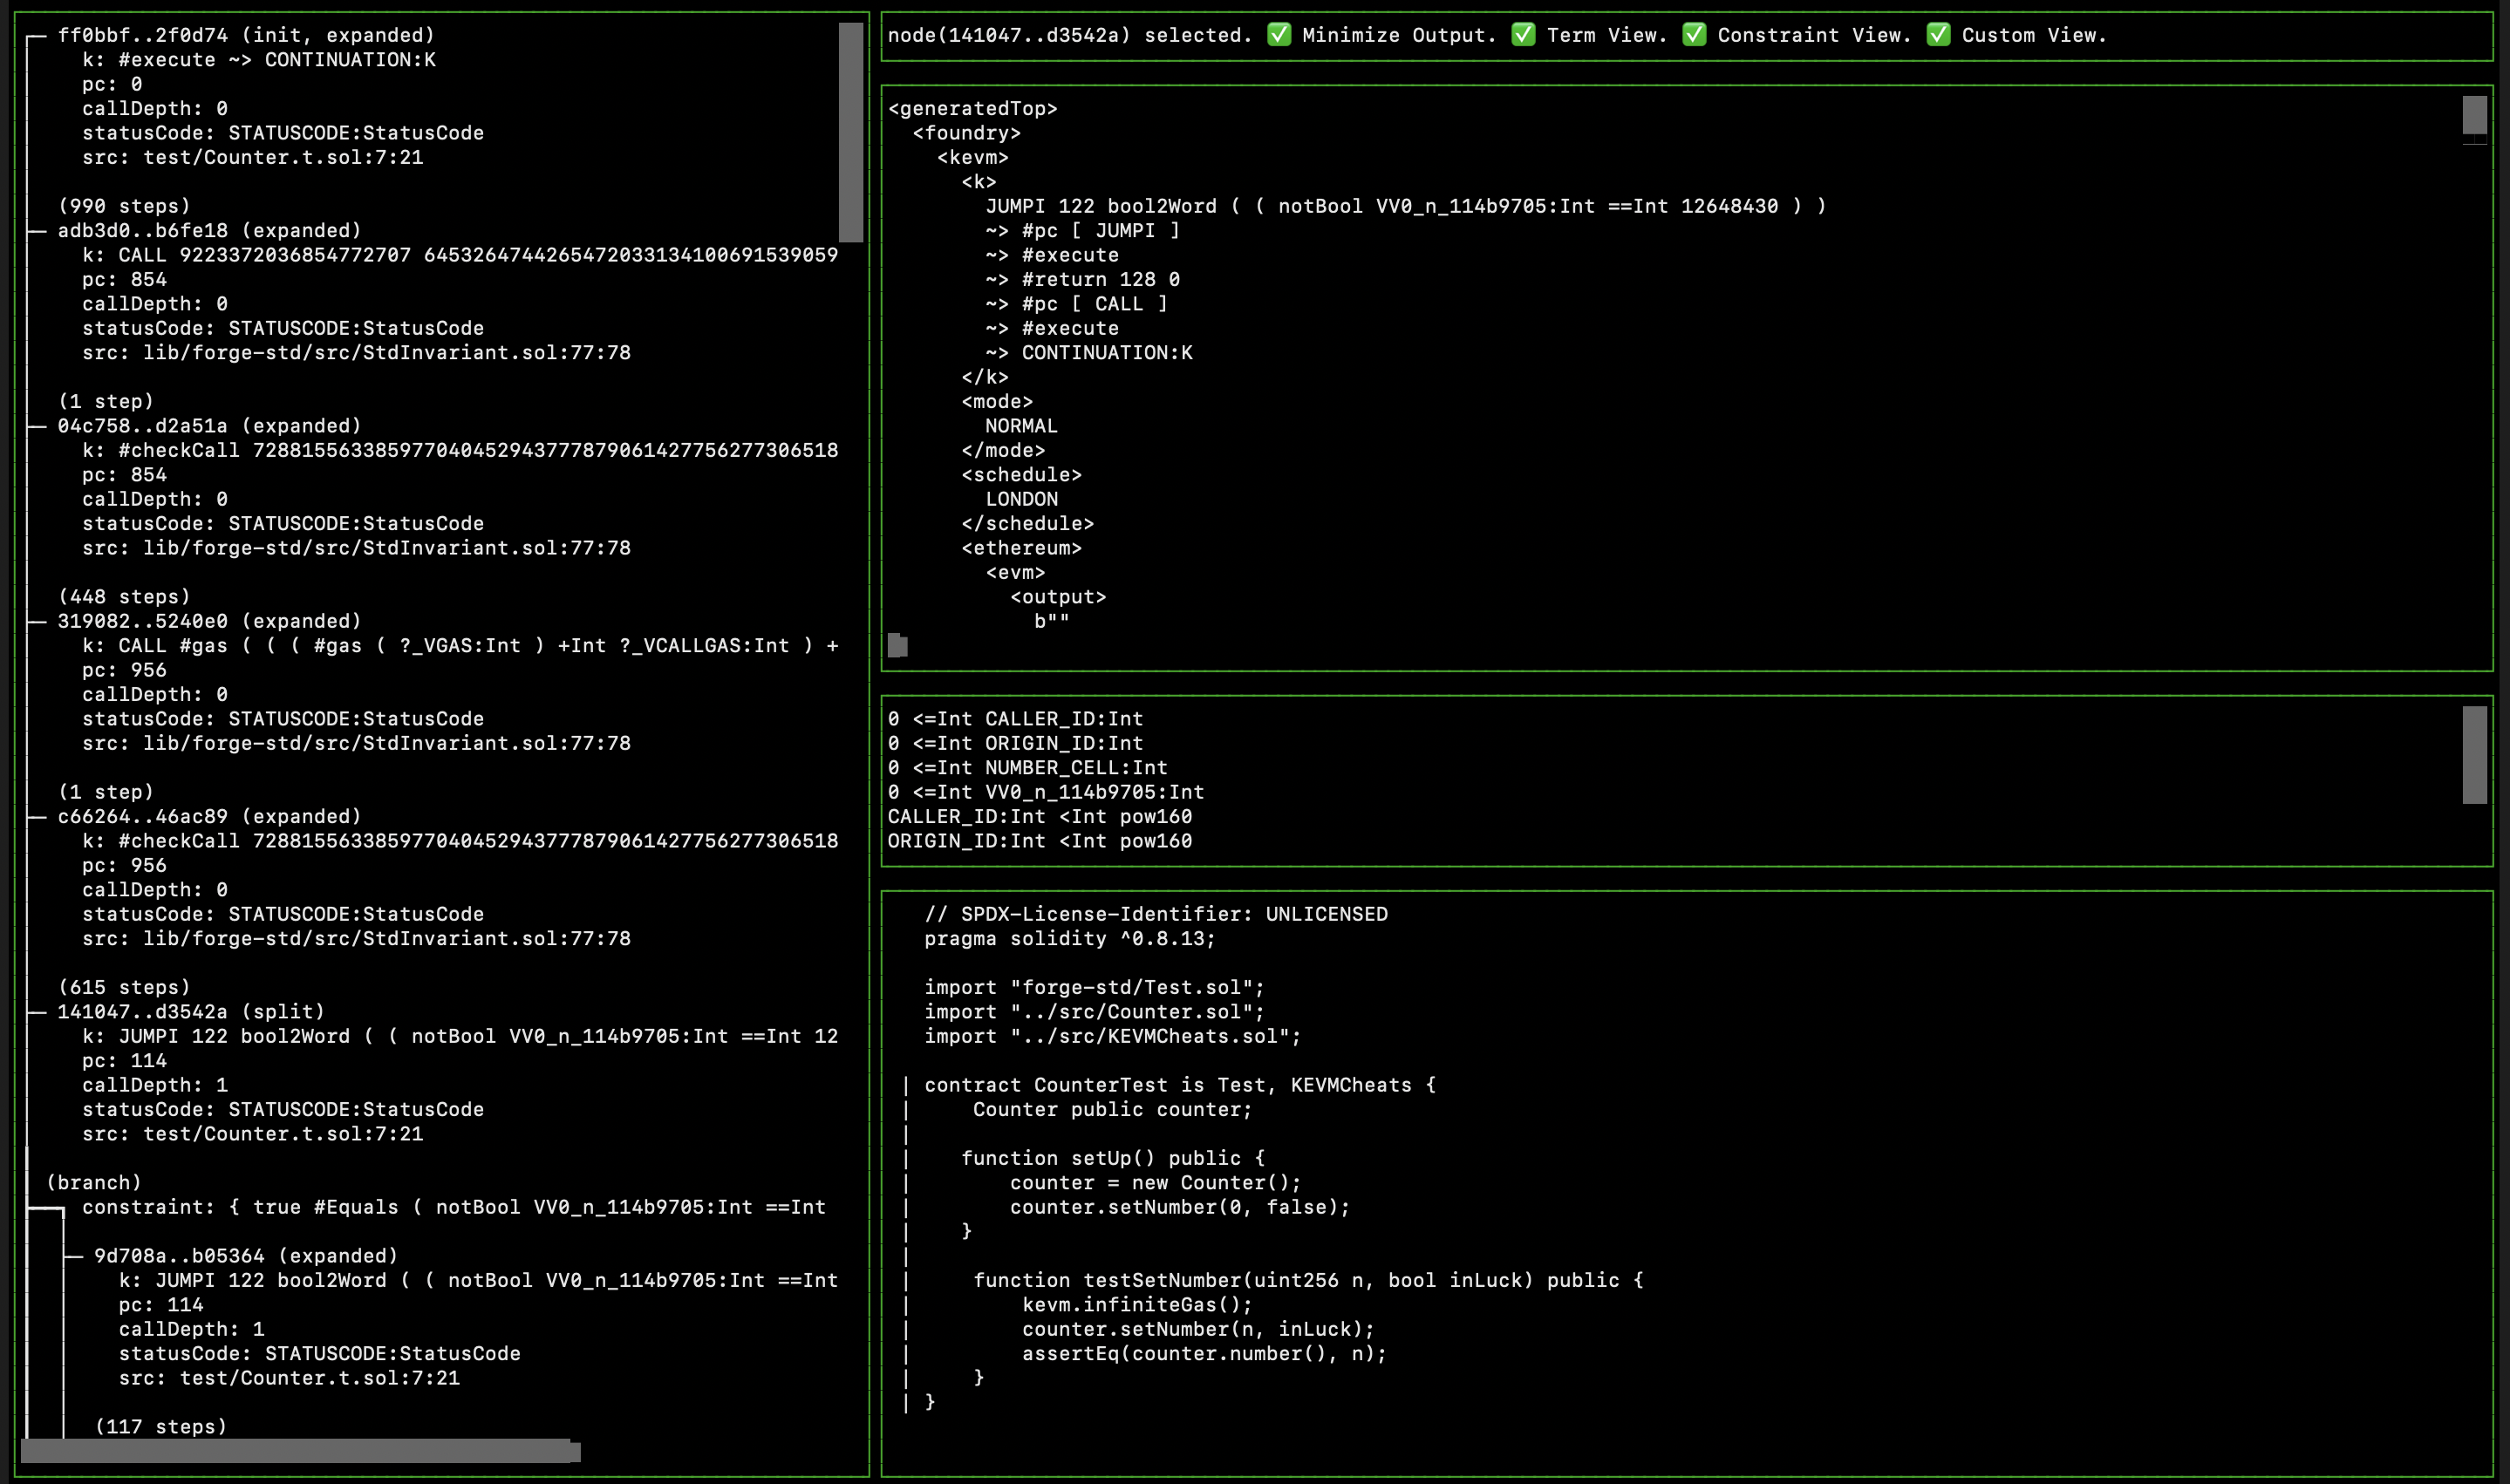 ff0bbf..2f0d74 (init, expanded)
k: #execute ~> CONTINUATION:K
pc: 0
callDepth: 0
statusCode: STATUSCODE:StatusCode
src: test/Counter.t.sol:7:21
(990 steps)
adb3d0..b6fe18 (expanded)
k: CALL 9223372036854772707 645326474426547203313410069153905​9
pc: 854
callDepth: 0
statusCode: STATUSCODE:StatusCode
src: lib/forge-std/src/StdInvariant.sol:77:78
(1 step)
04c758..d2a51a (expanded)
k: #checkCall 728815563385977040452943777879061427756277306518
pc: 854
callDepth: 0
statusCode: STATUSCODE:StatusCode
src: lib/forge-std/src/StdInvariant.sol:77:78
(448 steps)
319082..5240e0 (expanded)
k: CALL #gas ( ( ( #gas ( ?_VGAS:Int ) +Int ?_VCALLGAS:Int ) +
pc: 956
callDepth: 0
statusCode: STATUSCODE:StatusCode
src: lib/forge-std/src/StdInvariant.sol:77:78
(1 step)
c66264..46ac89 (expanded)
k: #checkCall 728815563385977040452943777879061427756277306518
pc: 956
callDepth: 0
statusCode: STATUSCODE:StatusCode
src: lib/forge-std/src/StdInvariant.sol:77:78
(615 steps)
141047..d3542a (split)
k: JUMPI 122 bool2Word ( ( notBool VV0_n_114b9705:Int ==Int 12
pc: 114
callDepth: 1
statusCode: STATUSCODE:StatusCode
src: test/Counter.t.sol:7:21
(branch)
constraint: { true #Equals ( notBool VV0_n_114b9705:Int ==Int
9d708a..b05364 (expanded)
k: JUMPI 122 bool2Word ( ( notBool VV0_n_114b9705:Int ==Int
pc: 114
callDepth: 1
statusCode: STATUSCODE:StatusCode
src: test/Counter.t.sol:7:21
(117 steps)
node(141047..d3542a) selected. ✅ Minimize Output. ✅ Term View. ✅ Constraint View. ✅ Custom View.
<generatedTop>
<foundry>
<kevm>
<k>
JUMPI 122 bool2Word ( ( notBool VV0_n_114b9705:Int ==Int 12648430 ) )
~> #pc [ JUMPI ]
~> #execute
~> #return 128 0
~> #pc [ CALL ]
~> #execute
~> CONTINUATION:K
</k>
<mode>
NORMAL
</mode>
<schedule>
LONDON
</schedule>
<ethereum>
<evm>
<output>
b""
0 <=Int CALLER_ID:Int
0 <=Int ORIGIN_ID:Int
0 <=Int NUMBER_CELL:Int
0 <=Int VV0_n_114b9705:Int
CALLER_ID:Int <Int pow160
ORIGIN_ID:Int <Int pow160
// SPDX-License-Identifier: UNLICENSED
pragma solidity ^0.8.13;
import "forge-std/Test.sol";
import "../src/Counter.sol";
import "../src/KEVMCheats.sol";
| contract CounterTest is Test, KEVMCheats {
| Counter public counter;
|
| function setUp() public {
| counter = new Counter();
| counter.setNumber(0, false);
| }
|
| function testSetNumber(uint256 n, bool inLuck) public {
| kevm.infiniteGas();
| counter.setNumber(n, inLuck);
| assertEq(counter.number(), n);
| }
| }